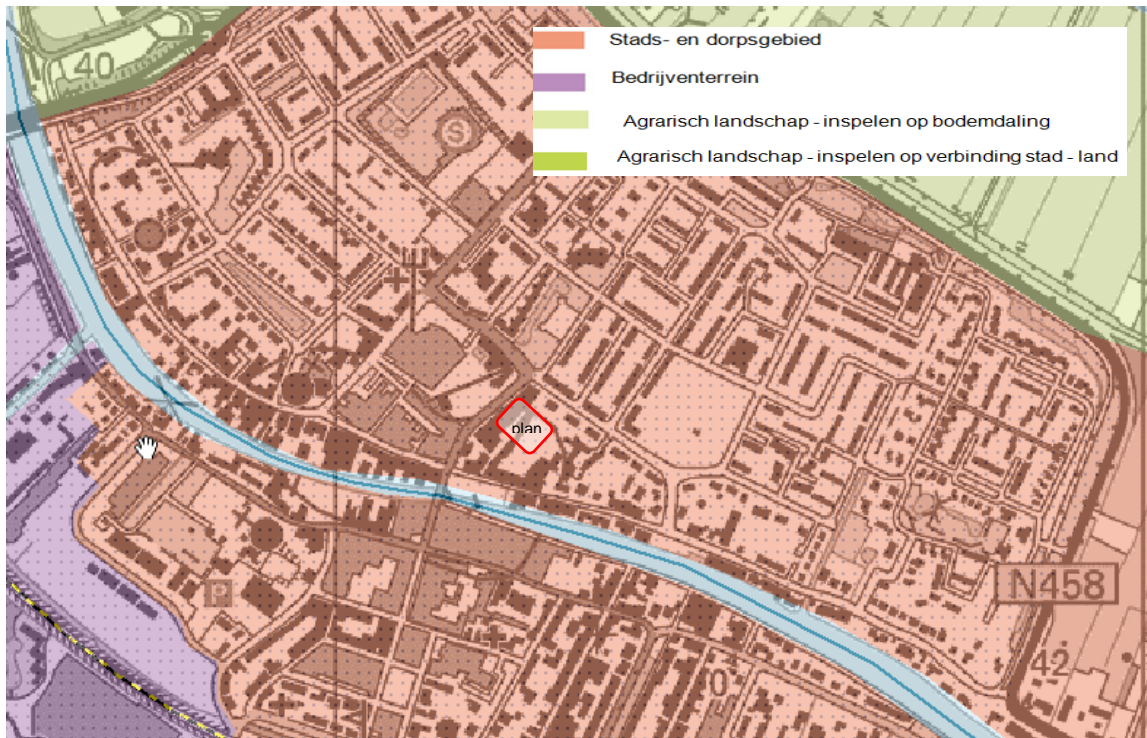 Stads- en dorpsgebied
Bedrijventerrein
Agrarisch landschap - inspelen op bodemdaling
Agrarisch landschap - inspelen op verbinding stad - land
40
S
plan
P
N458
42
0